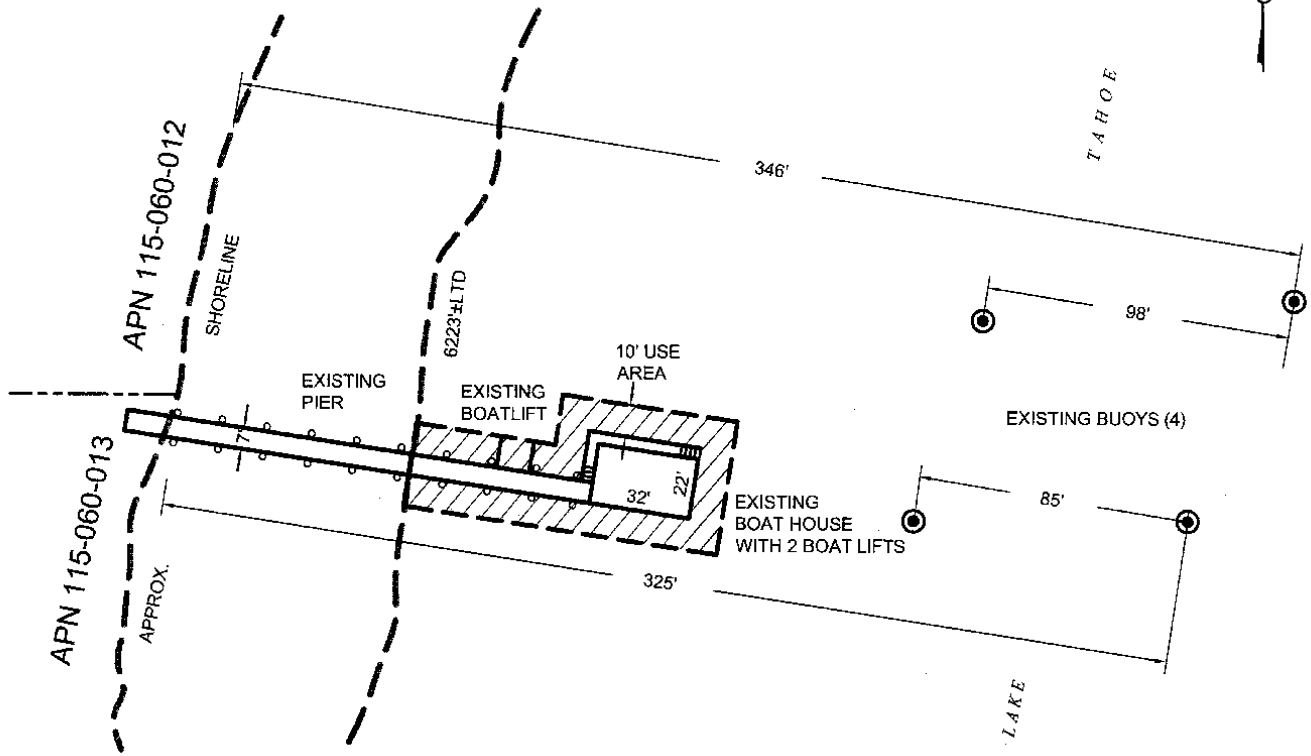 TAHOE
346'
APN 115-060-012
SHORELINE
6223'±LTD
98'
10' USE
AREA
EXISTING
PIER
EXISTING
BOATLIFT
EXISTING BUOYS (4)
7'
32'
22'
85'
EXISTING
BOAT HOUSE
WITH 2 BOAT LIFTS
APN 115-060-013
APPROX.
325'
LAKE